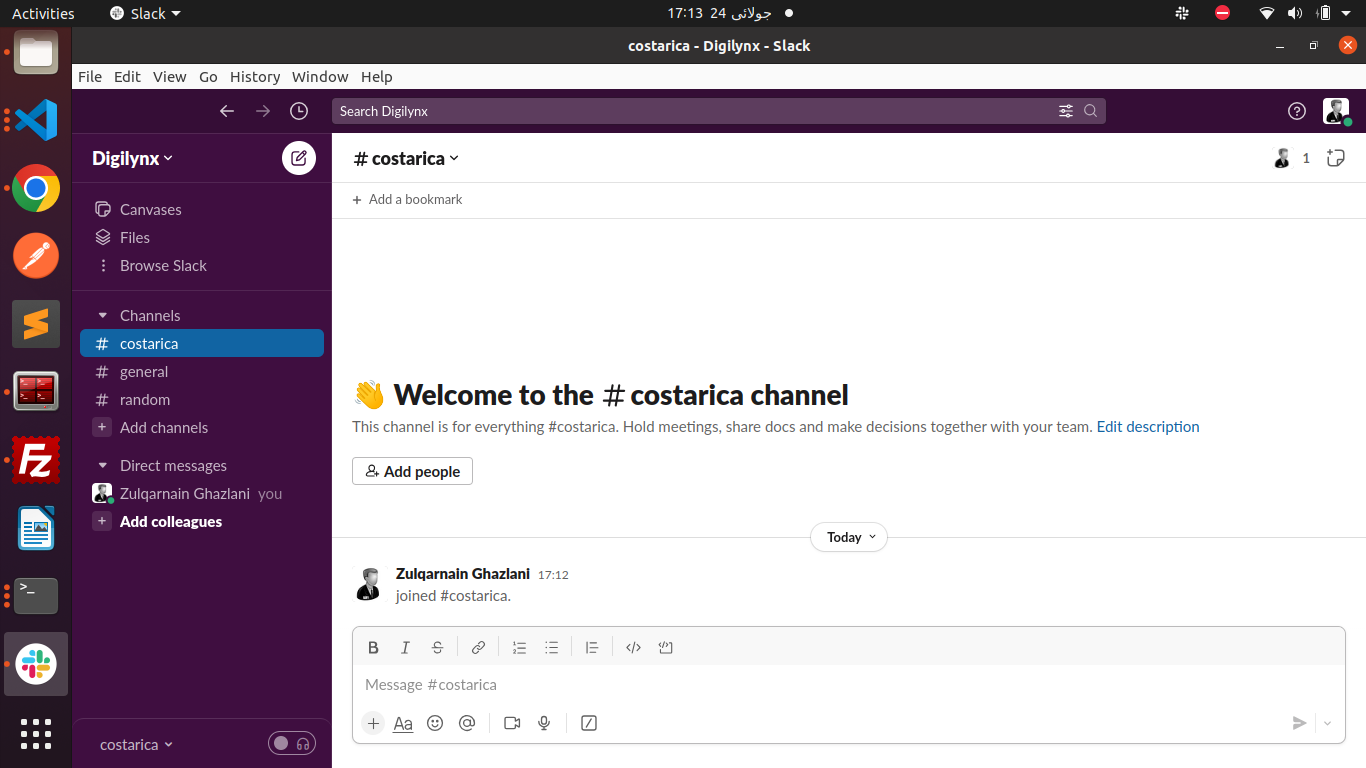 Activities Slack 17:13 24 جولائی
costarica - Digilynx - Slack
File Edit View Go History Window Help
Search Digilynx
Digilynx
# costarica
1
Add a bookmark
Canvases
Files
Browse Slack
Channels
# costarica
# general
# random
+ Add channels
Direct messages
Zulqarnain Ghazlani you
+ Add colleagues
👋 Welcome to the # costarica channel
This channel is for everything #costarica. Hold meetings, share docs and make decisions together with your team. Edit description
Add people
Today
Zulqarnain Ghazlani 17:12
joined #costarica.
B I S
Message #costarica
+ Aa @
costarica